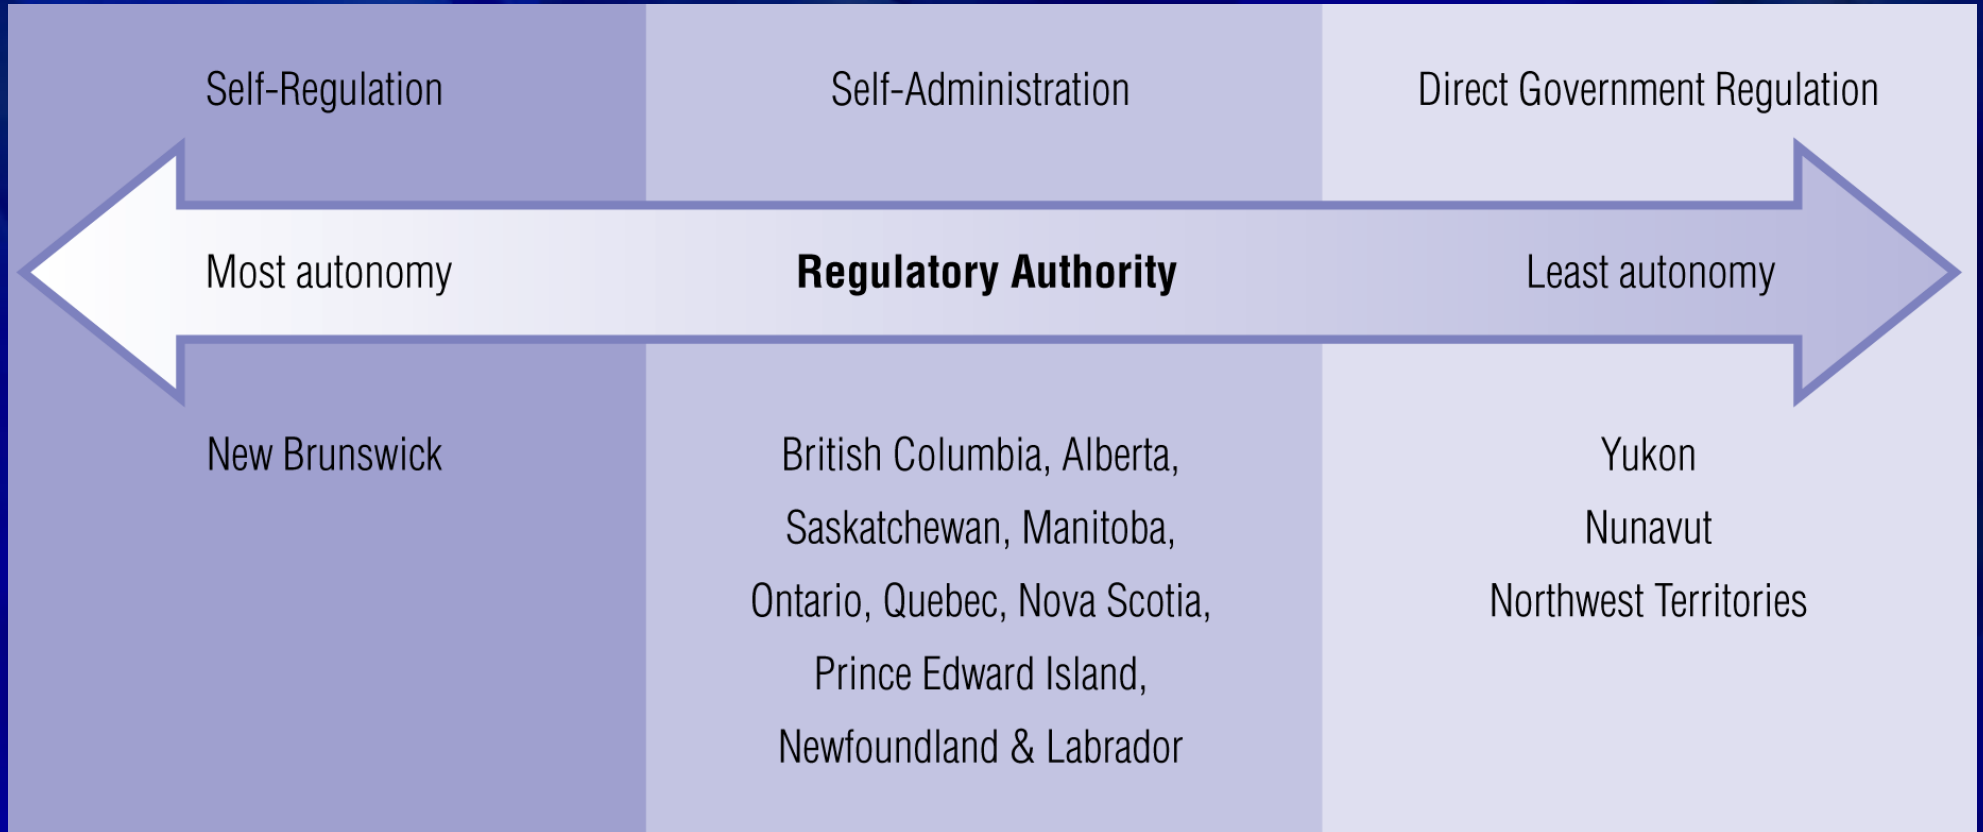 Self-Regulation
Self-Administration
Direct Government Regulation
Most autonomy
Regulatory Authority
Least autonomy
New Brunswick
British Columbia, Alberta,
Saskatchewan, Manitoba,
Ontario, Quebec, Nova Scotia,
Prince Edward Island,
Newfoundland & Labrador
Yukon
Nunavut
Northwest Territories